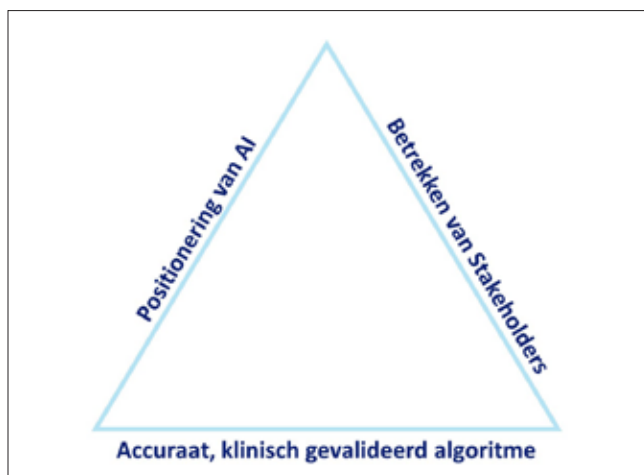 Positionering van AI
Betrekken van Stakeholders
Accuraat, klinisch gevalideerd algoritme